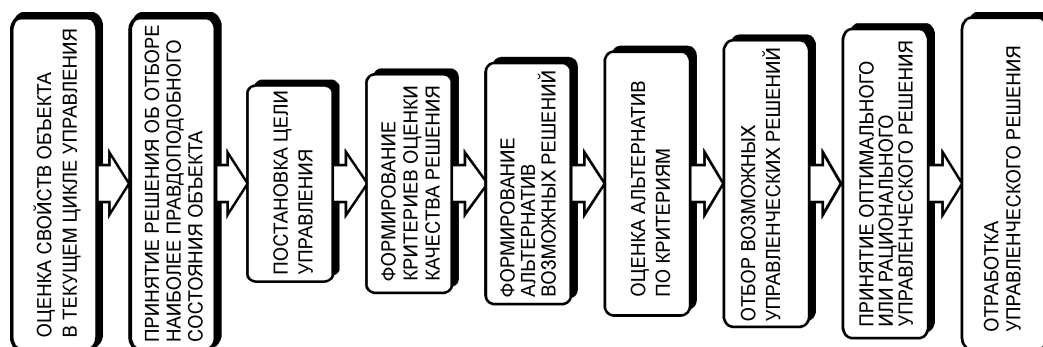 ОЦЕНКА СВОЙСТВ ОБЪЕКТА
В ТЕКУЩЕМ ЦИКЛЕ УПРАВЛЕНИЯ
ПРИНЯТИЕ РЕШЕНИЯ ОБ ОТБОРЕ
НАИБОЛЕЕ ПРАВДОПОДОБНОГО
СОСТОЯНИЯ ОБЪЕКТА
ПОСТАНОВКА ЦЕЛИ
УПРАВЛЕНИЯ
ФОРМИРОВАНИЕ
КРИТЕРИЕВ ОЦЕНКИ
КАЧЕСТВА РЕШЕНИЯ
ФОРМИРОВАНИЕ
АЛЬТЕРНАТИВ
ВОЗМОЖНЫХ РЕШЕНИЙ
ОЦЕНКА АЛЬТЕРНАТИВ
ПО КРИТЕРИЯМ
ОТБОР ВОЗМОЖНЫХ
УПРАВЛЕНЧЕСКИХ РЕШЕНИЙ
ПРИНЯТИЕ ОПТИМАЛЬНОГО
ИЛИ РАЦИОНАЛЬНОГО
УПРАВЛЕНЧЕСКОГО РЕШЕНИЯ
ОТРАБОТКА
УПРАВЛЕНЧЕСКОГО РЕШЕНИЯ